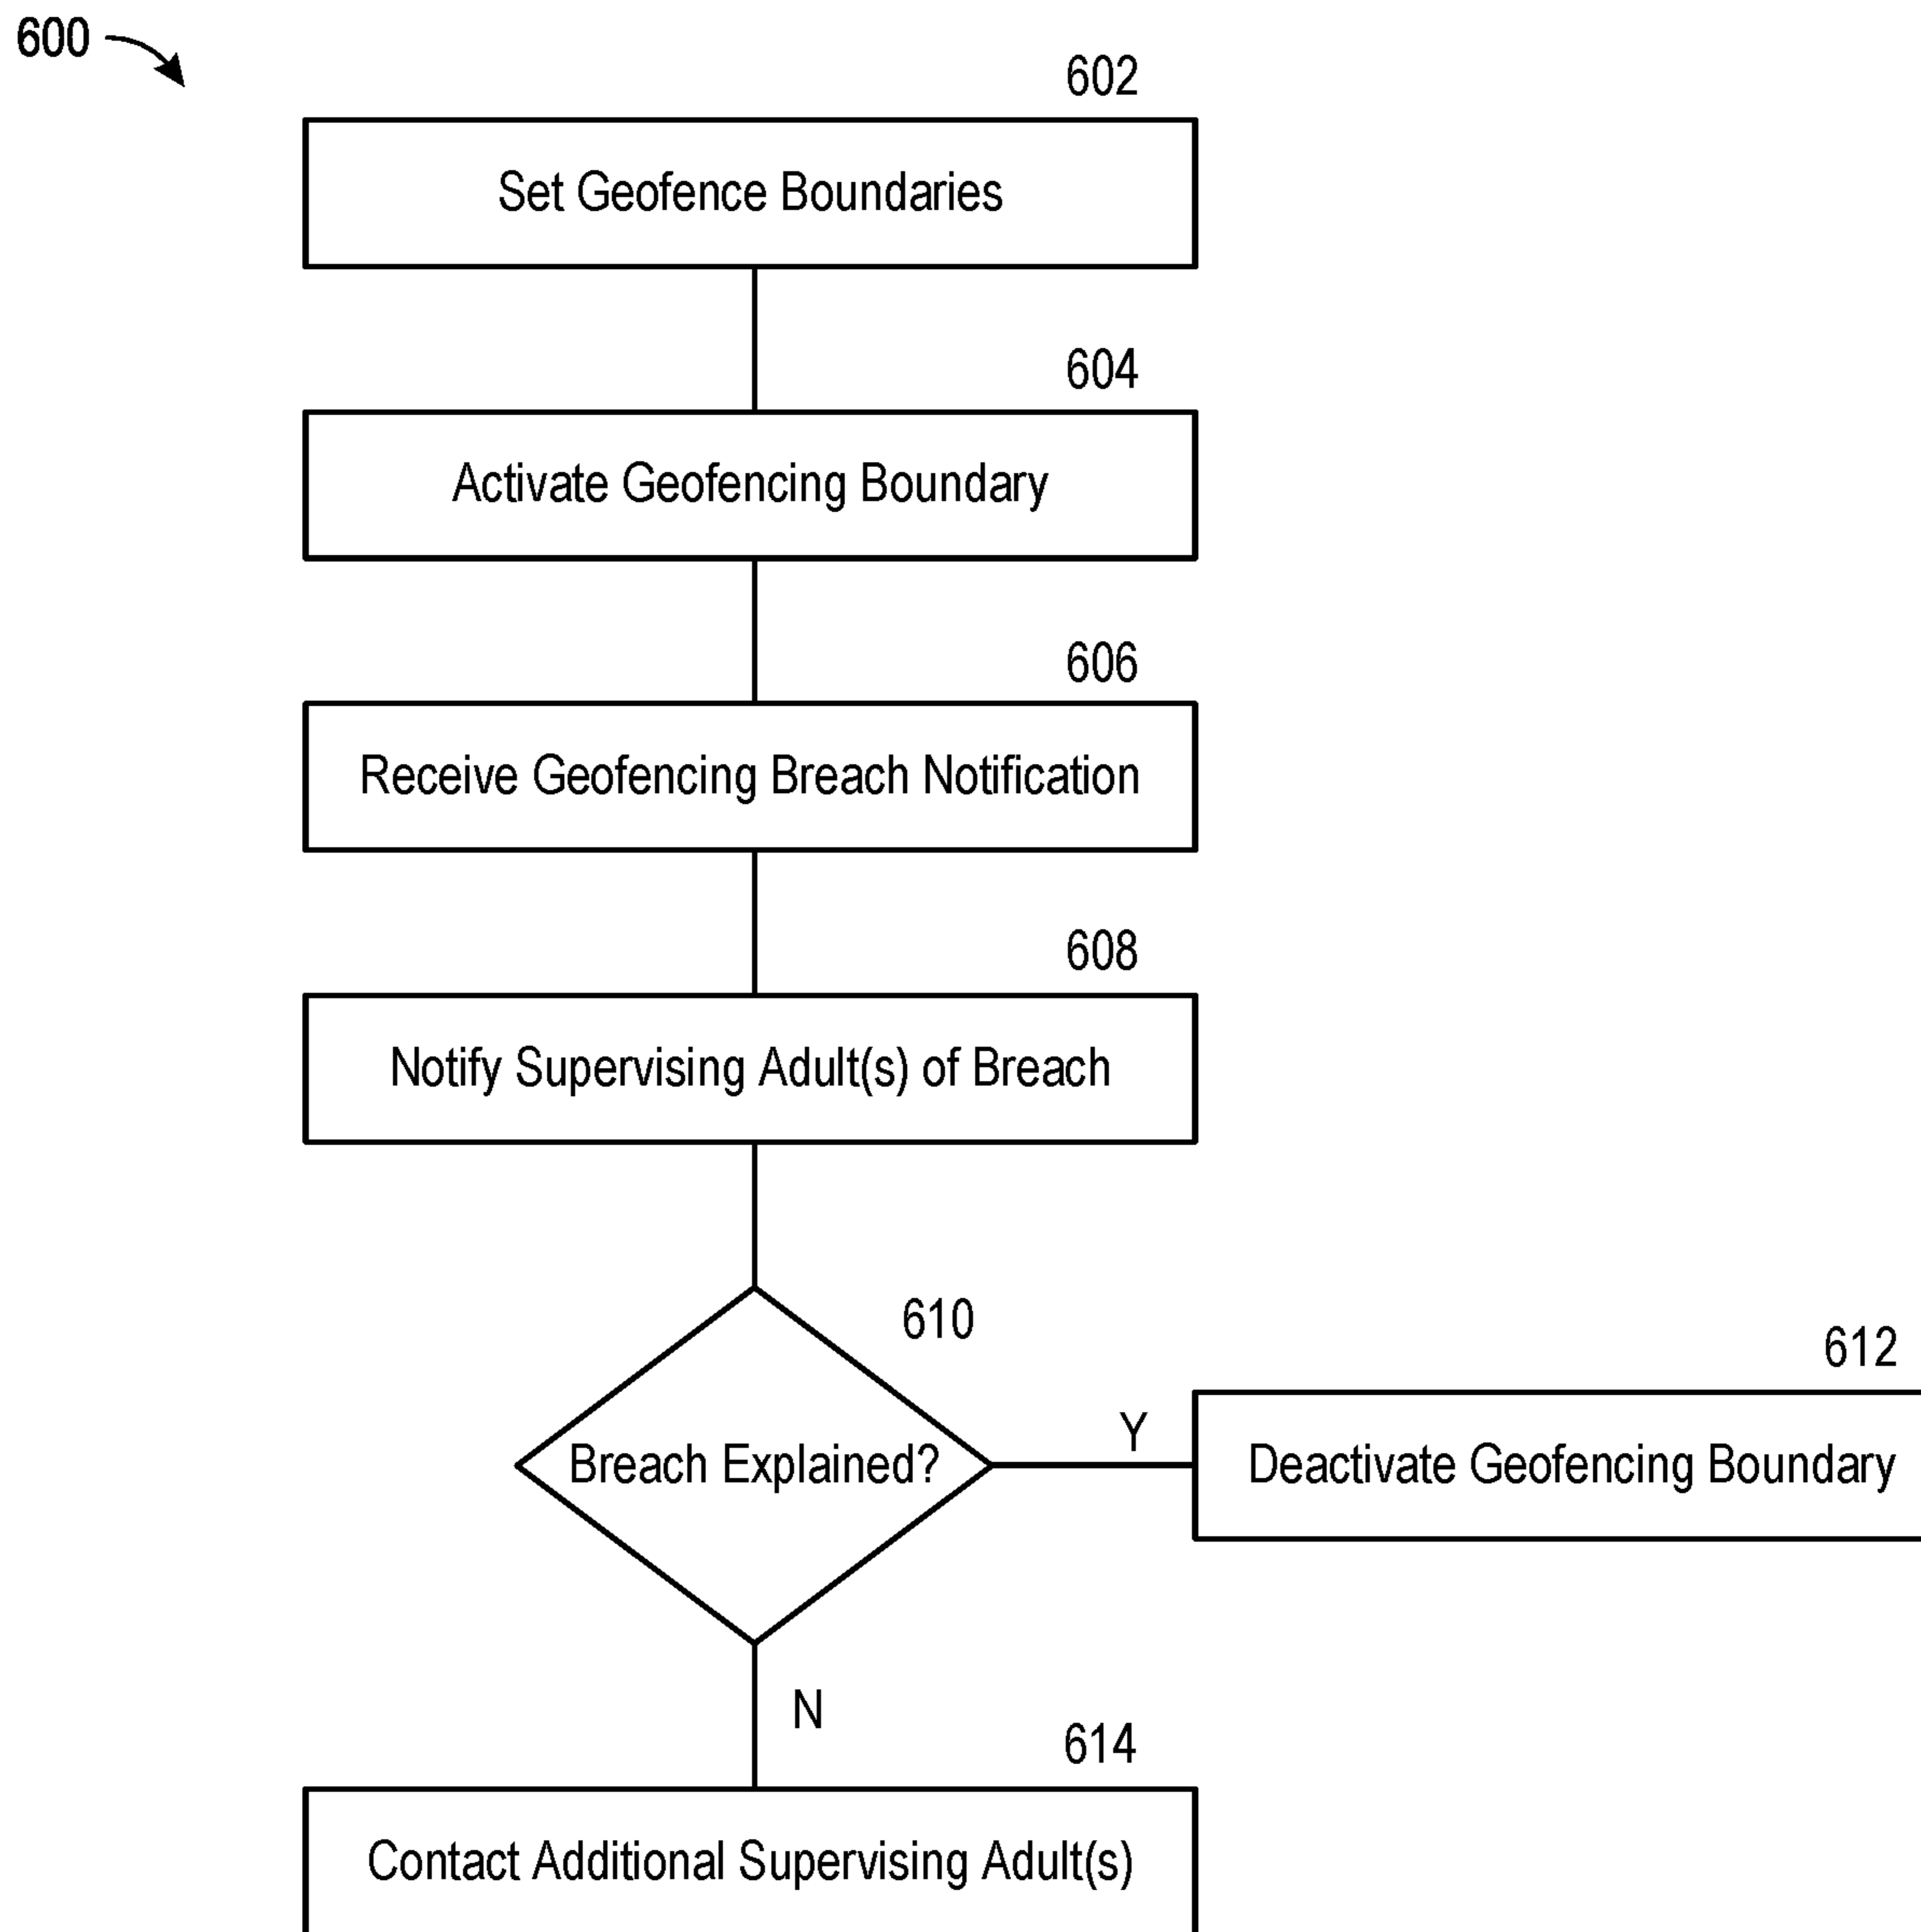 600
602
Set Geofence Boundaries
604
Activate Geofencing Boundary
606
Receive Geofencing Breach Notification
608
Notify Supervising Adult(s) of Breach
610
Breach Explained?
Y
612
Deactivate Geofencing Boundary
N
614
Contact Additional Supervising Adult(s)